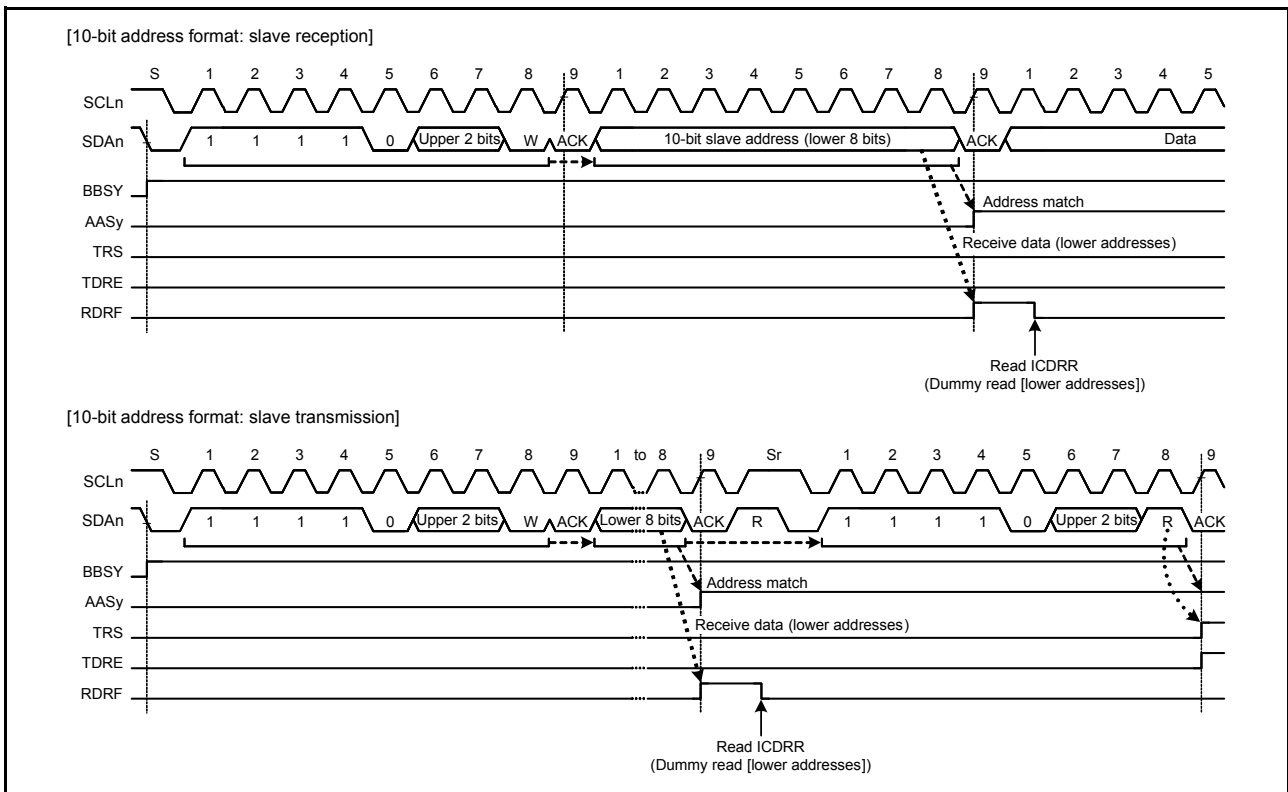 [10-bit address format: slave reception]
S 1 2 3 4 5 6 7 8 9 1 2 3 4 5 6 7 8 9 1 2 3 4 5
SCLn
SDAn 1 1 1 1 0 Upper 2 bits W ACK 10-bit slave address (lower 8 bits) ACK Data
BBSY
Address match
AASy
Receive data (lower addresses)
TRS
TDRE
RDRF
Read ICDRR
(Dummy read [lower addresses])
[10-bit address format: slave transmission]
S 1 2 3 4 5 6 7 8 9 1 to 8 9 Sr 1 2 3 4 5 6 7 8 9
SCLn
SDAn 1 1 1 1 0 Upper 2 bits W ACK Lower 8 bits ACK R 1 1 1 1 0 Upper 2 bits R ACK
BBSY
Address match
AASy
Receive data (lower addresses)
TRS
TDRE
RDRF
Read ICDRR
(Dummy read [lower addresses])